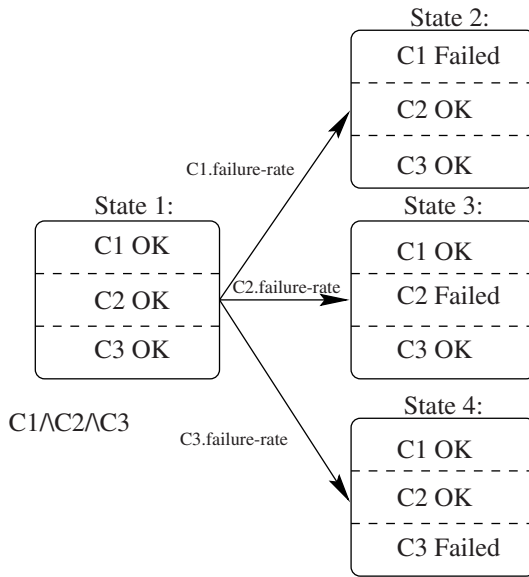 State 2:
C1 Failed
C2 OK
C3 OK
C1.failure-rate
State 1:
C1 OK
C2 OK
C3 OK
C1/\C2/\C3
State 3:
C1 OK
C2 Failed
C3 OK
C2.failure-rate
C3.failure-rate
State 4:
C1 OK
C2 OK
C3 Failed